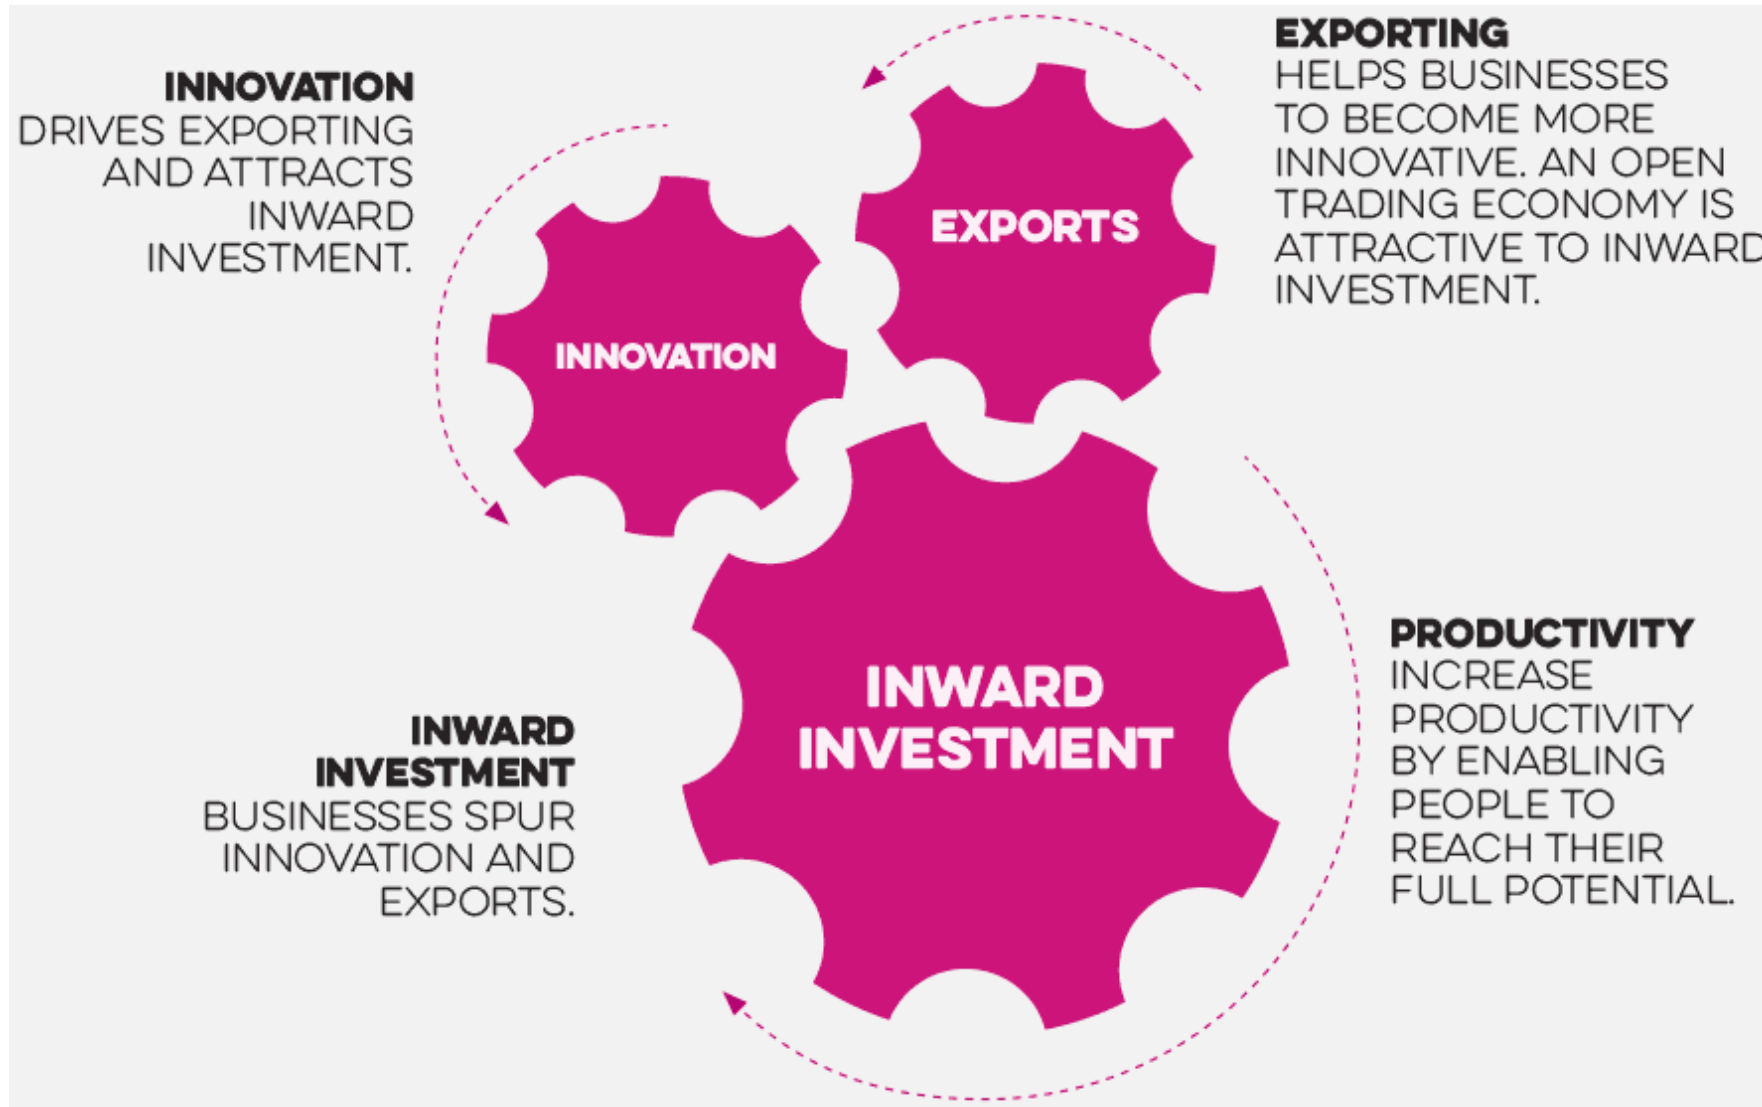 INNOVATION
DRIVES EXPORTING
AND ATTRACTS
INWARD
INVESTMENT.
EXPORTING
HELPS BUSINESSES
TO BECOME MORE
INNOVATIVE. AN OPEN
TRADING ECONOMY IS
ATTRACTIVE TO INWARD
INVESTMENT.
EXPORTS
INNOVATION
INWARD
INVESTMENT
INWARD
INVESTMENT
BUSINESSES SPUR
INNOVATION AND
EXPORTS.
PRODUCTIVITY
INCREASE
PRODUCTIVITY
BY ENABLING
PEOPLE TO
REACH THEIR
FULL POTENTIAL.